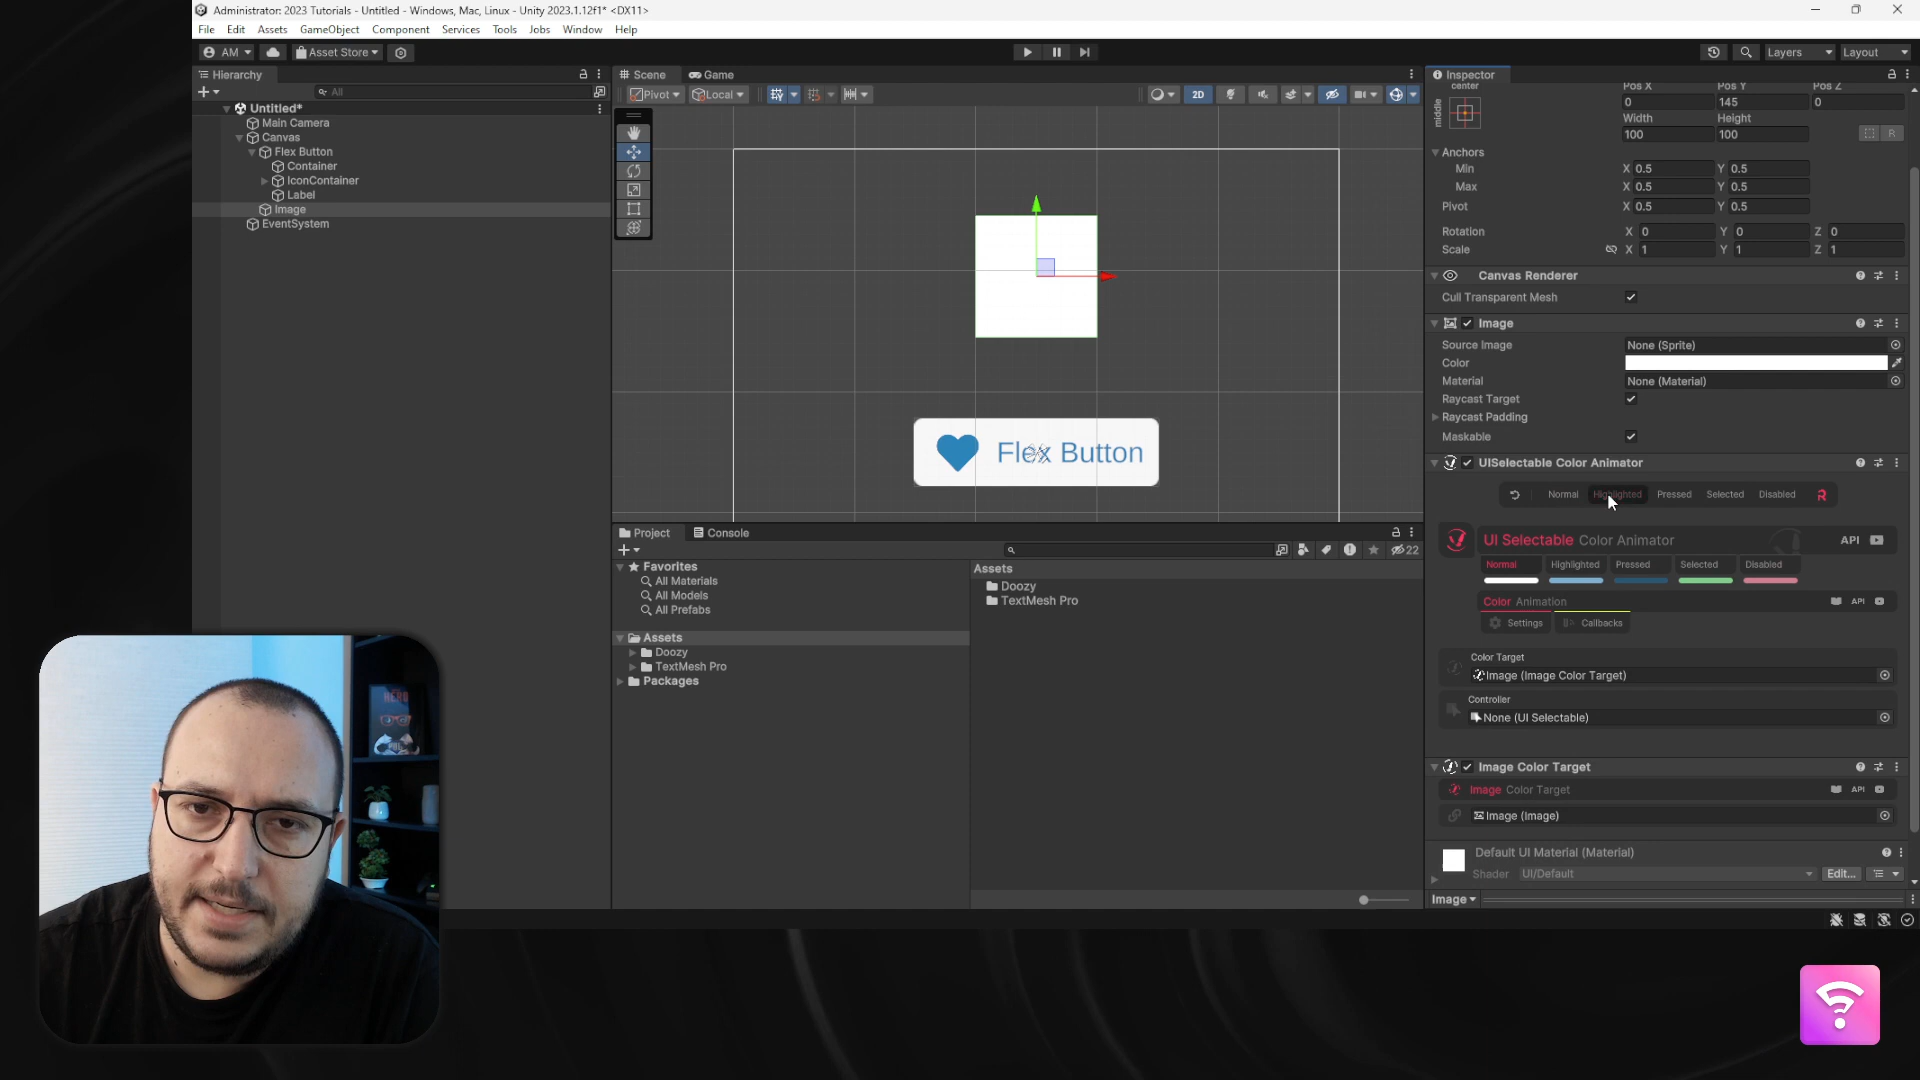 Administrator: 2023 Tutorials - Untitled - Windows, Mac, Linux - Unity 2023.1.12f1* <DX11>
File Edit Assets GameObject Component Services Tools Jobs Window Help
AM Asset Store Layers Layout
Hierarchy
All
Untitled*
Main Camera
Canvas
Flex Button
Container
IconContainer
Label
Image
EventSystem
Scene Game
Pivot Local 2D
Flex Button
Project Console
22
Favorites
All Materials
All Models
All Prefabs
Assets
Doozy
TextMesh Pro
Packages
Assets
Doozy
TextMesh Pro
Inspector
center Pos X Pos Y Pos Z
middle
0 145 0
Width Height
100 100
R
Anchors
Min X 0.5 Y 0.5
Max X 0.5 Y 0.5
Pivot X 0.5 Y 0.5
Rotation X 0 Y 0 Z 0
Scale X 1 Y 1 Z 1
Canvas Renderer
Cull Transparent Mesh
Image
Source Image None (Sprite)
Color
Material None (Material)
Raycast Target
Raycast Padding
Maskable
UISelectable Color Animator
Normal Highlighted Pressed Selected Disabled
UI Selectable Color Animator API
Normal Highlighted Pressed Selected Disabled
Color Animation API
Settings Callbacks
Color Target
Image (Image Color Target)
Controller
None (UI Selectable)
Image Color Target
Image Color Target API
Image (Image)
Default UI Material (Material)
Shader UI/Default Edit...
Image
HERO